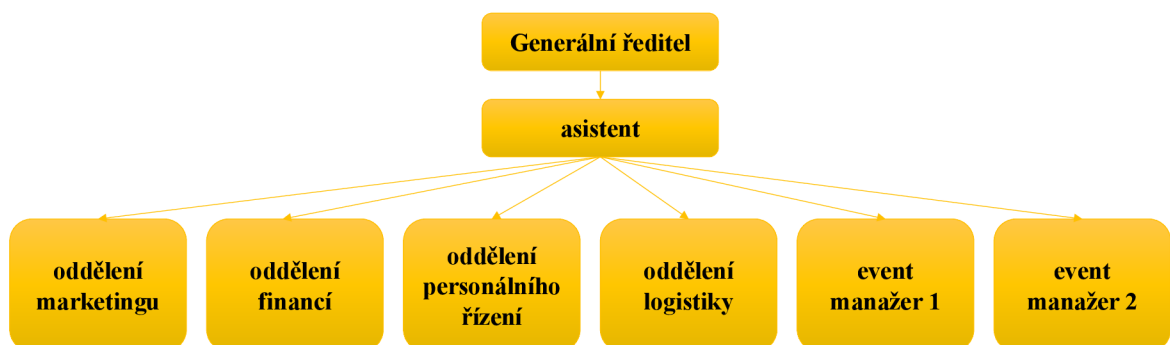 Generální ředitel
asistent
oddělení
marketingu
oddělení
financí
oddělení
personálního
řízení
oddělení
logistiky
event
manažer 1
event
manažer 2